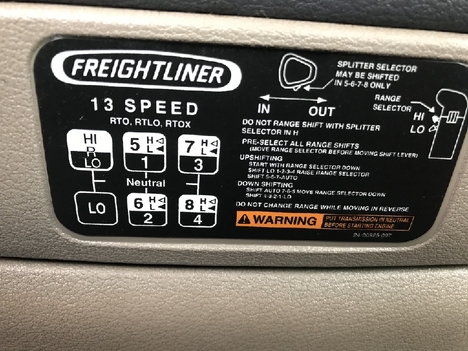 FREIGHTLINER
13 SPEED
RTO, RTLO, RTOX
HI
R
LO
5 H
L
1
7 H
L
3
Neutral
LO
6 H
L
2
8 H
L
4
SPLITTER SELECTOR
MAY BE SHIFTED
IN 5-6-7-8 ONLY
IN OUT
RANGE
SELECTOR
HI
LO
DO NOT RANGE SHIFT WITH SPLITTER
SELECTOR IN H
PRE-SELECT ALL RANGE SHIFTS
(MOVE RANGE SELECTOR BEFORE MOVING SHIFT LEVER)
UPSHIFTING
START WITH RANGE SELECTOR DOWN
SHIFT LO 1-2-3-4 RAISE RANGE SELECTOR
SHIFT 5-6-7-AUTO
DOWN SHIFTING
SHIFT AUTO 7-6-5 MOVE RANGE SELECTOR DOWN
SHIFT 4-3-2-1-LO
DO NOT CHANGE RANGE WHILE MOVING IN REVERSE
WARNING PUT TRANSMISSION IN NEUTRAL
BEFORE STARTING ENGINE